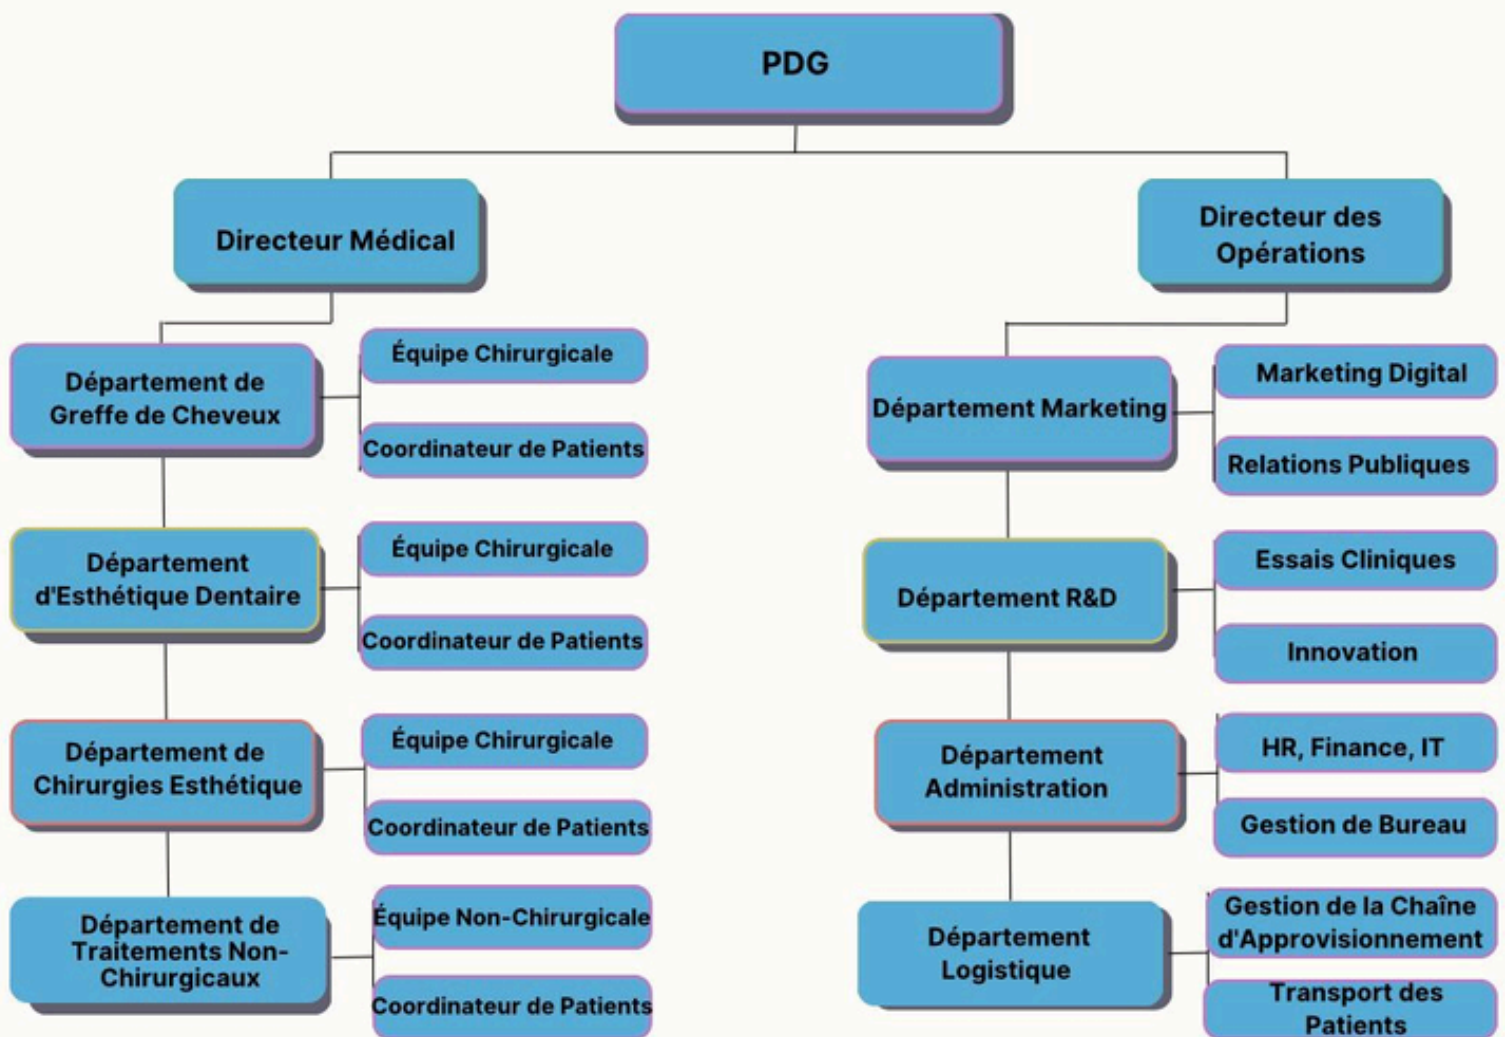 PDG
Directeur Médical
Directeur des
Opérations
Département de
Greffe de Cheveux
Équipe Chirurgicale
Coordinateur de Patients
Département
d'Esthétique Dentaire
Équipe Chirurgicale
Coordinateur de Patients
Département de
Chirurgies Esthétique
Équipe Chirurgicale
Coordinateur de Patients
Département de
Traitements Non-
Chirurgicaux
Équipe Non-Chirurgicale
Coordinateur de Patients
Département Marketing
Marketing Digital
Relations Publiques
Département R&D
Essais Cliniques
Innovation
Département
Administration
HR, Finance, IT
Gestion de Bureau
Département
Logistique
Gestion de la Chaîne
d'Approvisionnement
Transport des
Patients